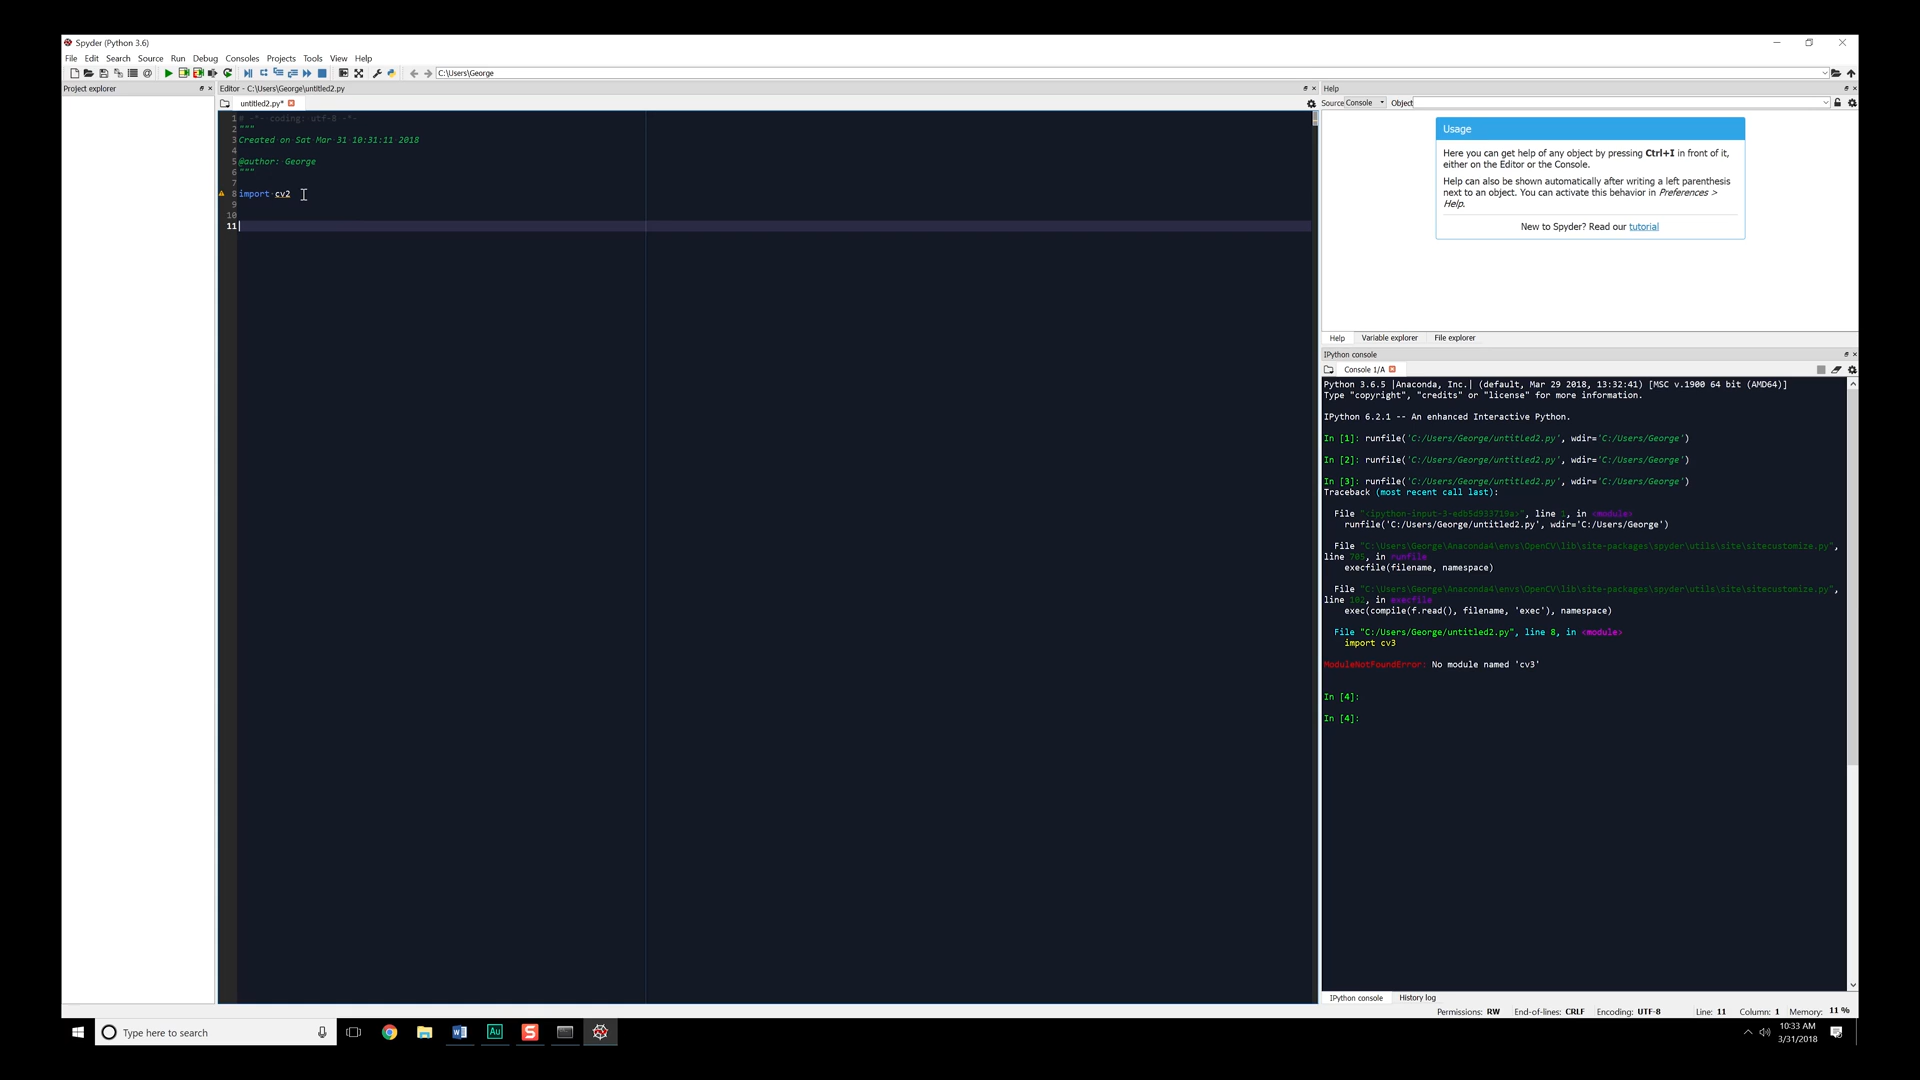 Spyder (Python 3.6)
File Edit Search Source Run Debug Consoles Projects Tools View Help
C:\Users\George
Project explorer
Editor - C:\Users\George\untitled2.py
untitled2.py*
1 # -*- coding: utf-8 -*-
2 """
3 Created on Sat Mar 31 10:31:11 2018
4
5 @author: George
6 """
7
8 import cv2
9
10
11
Help
Source Console Object
Usage
Here you can get help of any object by pressing Ctrl+I in front of it,
either on the Editor or the Console.
Help can also be shown automatically after writing a left parenthesis
next to an object. You can activate this behavior in Preferences >
Help.
New to Spyder? Read our tutorial
Help Variable explorer File explorer
IPython console
Console 1/A
Python 3.6.5 |Anaconda, Inc.| (default, Mar 29 2018, 13:32:41) [MSC v.1900 64 bit (AMD64)]
Type "copyright", "credits" or "license" for more information.
IPython 6.2.1 -- An enhanced Interactive Python.
In [1]: runfile('C:/Users/George/untitled2.py', wdir='C:/Users/George')
In [2]: runfile('C:/Users/George/untitled2.py', wdir='C:/Users/George')
In [3]: runfile('C:/Users/George/untitled2.py', wdir='C:/Users/George')
Traceback (most recent call last):
File "<ipython-input-3-edb5d933719a>", line 1, in <module>
runfile('C:/Users/George/untitled2.py', wdir='C:/Users/George')
File "C:\Users\George\Anaconda4\envs\OpenCV\lib\site-packages\spyder\utils\site\sitecustomize.py",
line 705, in runfile
execfile(filename, namespace)
File "C:\Users\George\Anaconda4\envs\OpenCV\lib\site-packages\spyder\utils\site\sitecustomize.py",
line 102, in execfile
exec(compile(f.read(), filename, 'exec'), namespace)
File "C:/Users/George/untitled2.py", line 8, in <module>
import cv3
ModuleNotFoundError: No module named 'cv3'
In [4]:
In [4]:
IPython console History log
Permissions: RW End-of-lines: CRLF Encoding: UTF-8 Line: 11 Column: 1 Memory: 11 %
Type here to search
Au
S
10:33 AM
3/31/2018